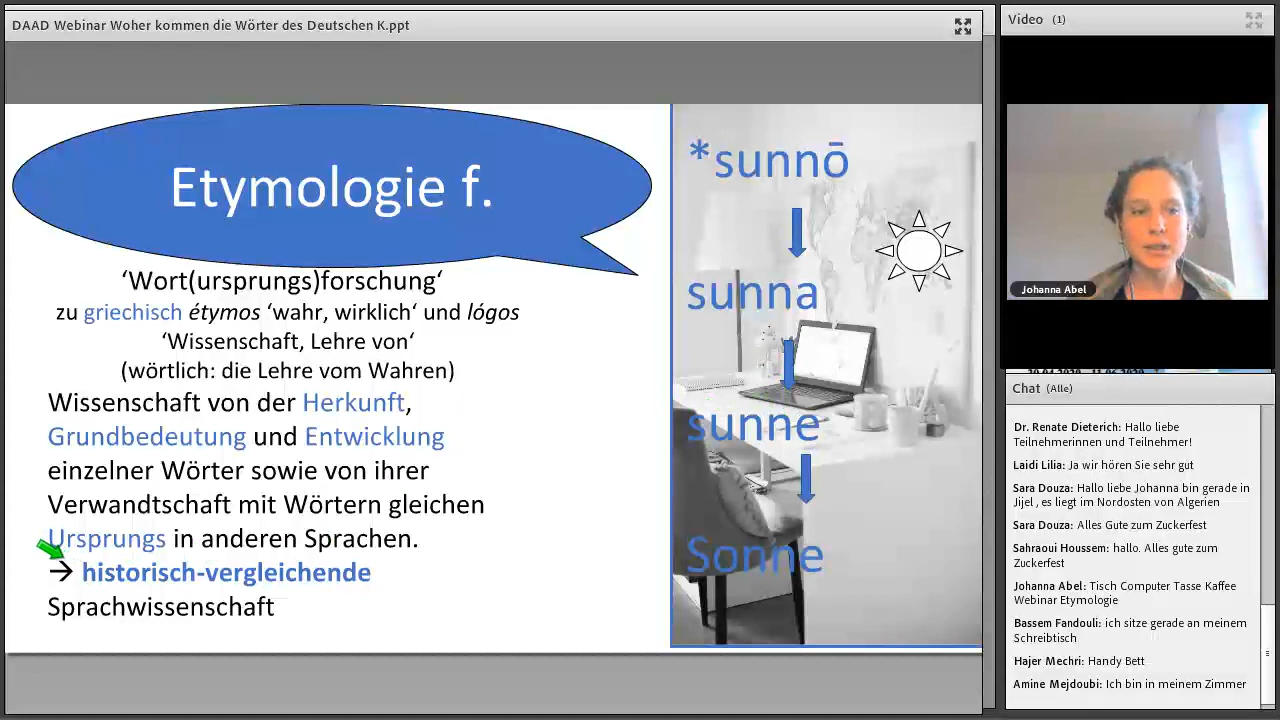 DAAD Webinar Woher kommen die Wörter des Deutschen K.ppt
Etymologie f.
‘Wort(ursprungs)forschung‘
zu griechisch étymos ‘wahr, wirklich‘ und lógos
‘Wissenschaft, Lehre von‘
(wörtlich: die Lehre vom Wahren)
Wissenschaft von der Herkunft,
Grundbedeutung und Entwicklung
einzelner Wörter sowie von ihrer
Verwandtschaft mit Wörtern gleichen
Ursprungs in anderen Sprachen.
→ historisch-vergleichende
Sprachwissenschaft
*sunnō
sunna
sunne
Sonne
Video (1)
Johanna Abel
Chat (Alle)
Dr. Renate Dieterich: Hallo liebe
Teilnehmerinnen und Teilnehmer!
Laidi Lilia: Ja wir hören Sie sehr gut
Sara Douza: Hallo liebe Johanna bin gerade in
Jijel , es liegt im Nordosten von Algerien
Sara Douza: Alles Gute zum Zuckerfest
Sahraoui Houssem: hallo. Alles gute zum
Zuckerfest
Johanna Abel: Tisch Computer Tasse Kaffee
Webinar Etymologie
Bassem Fandouli: ich sitze gerade an meinem
Schreibtisch
Hajer Mechri: Handy Bett
Amine Mejdoubi: Ich bin in meinem Zimmer